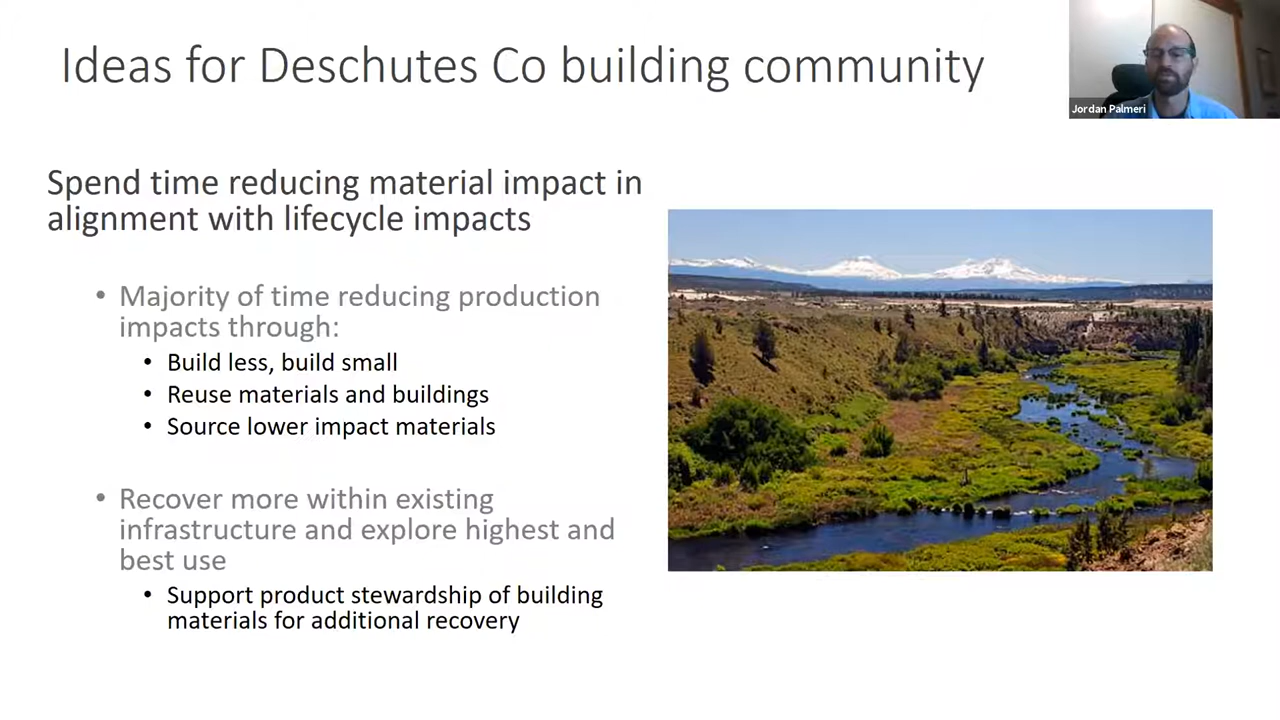 Ideas for Deschutes Co building community
Jordan Palmeri
Spend time reducing material impact in
alignment with lifecycle impacts
• Majority of time reducing production
impacts through:
• Build less, build small
• Reuse materials and buildings
• Source lower impact materials
• Recover more within existing
infrastructure and explore highest and
best use
• Support product stewardship of building
materials for additional recovery